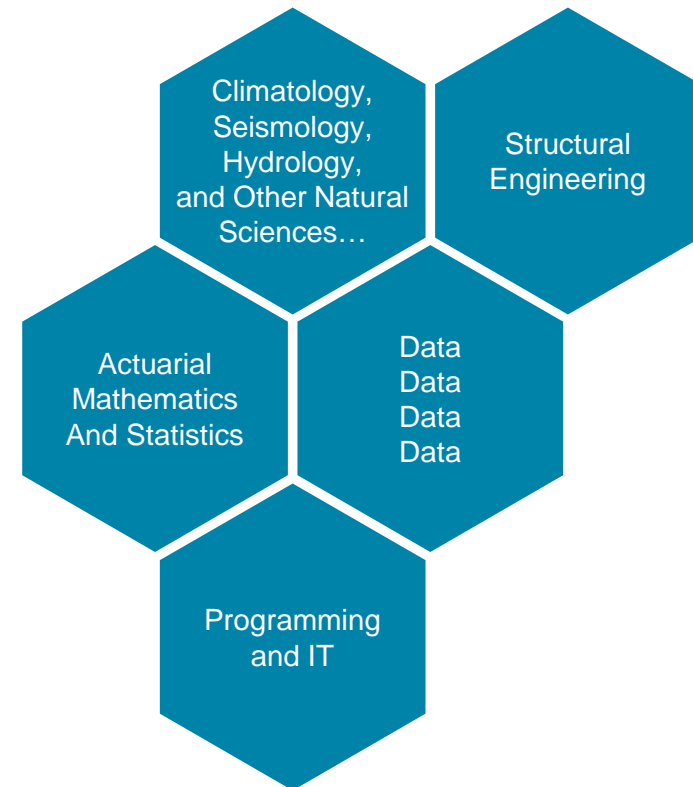 Climatology,
Seismology,
Hydrology,
and Other Natural
Sciences…
Structural
Engineering
Actuarial
Mathematics
And Statistics
Data
Data
Data
Data
Programming
and IT